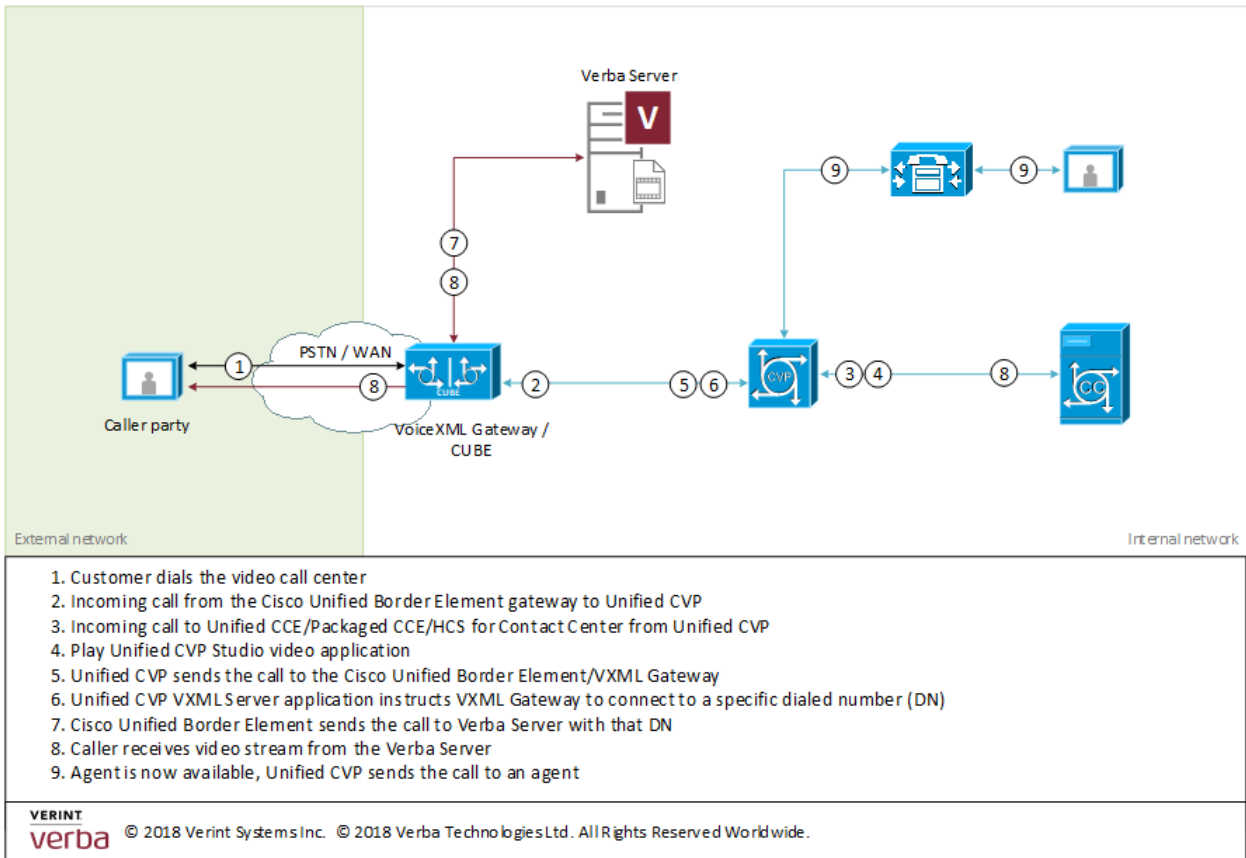 Verba Server
V
9
9
7
8
PSTN / WAN
1
8
CUBE
2
5
6
CVP
3
4
8
CC
Caller party
VoiceXML Gateway /
CUBE
External network
Internal network
1. Customer dials the video call center
2. Incoming call from the Cisco Unified Border Element gateway to Unified CVP
3. Incoming call to Unified CCE/Packaged CCE/HCS for Contact Center from Unified CVP
4. Play Unified CVP Studio video application
5. Unified CVP sends the call to the Cisco Unified Border Element/VXML Gateway
6. Unified CVP VXML Server application instructs VXML Gateway to connect to a specific dialed number (DN)
7. Cisco Unified Border Element sends the call to Verba Server with that DN
8. Caller receives video stream from the Verba Server
9. Agent is now available, Unified CVP sends the call to an agent
VERINT
verba
© 2018 Verint Systems Inc. © 2018 Verba Technologies Ltd. All Rights Reserved Worldwide.